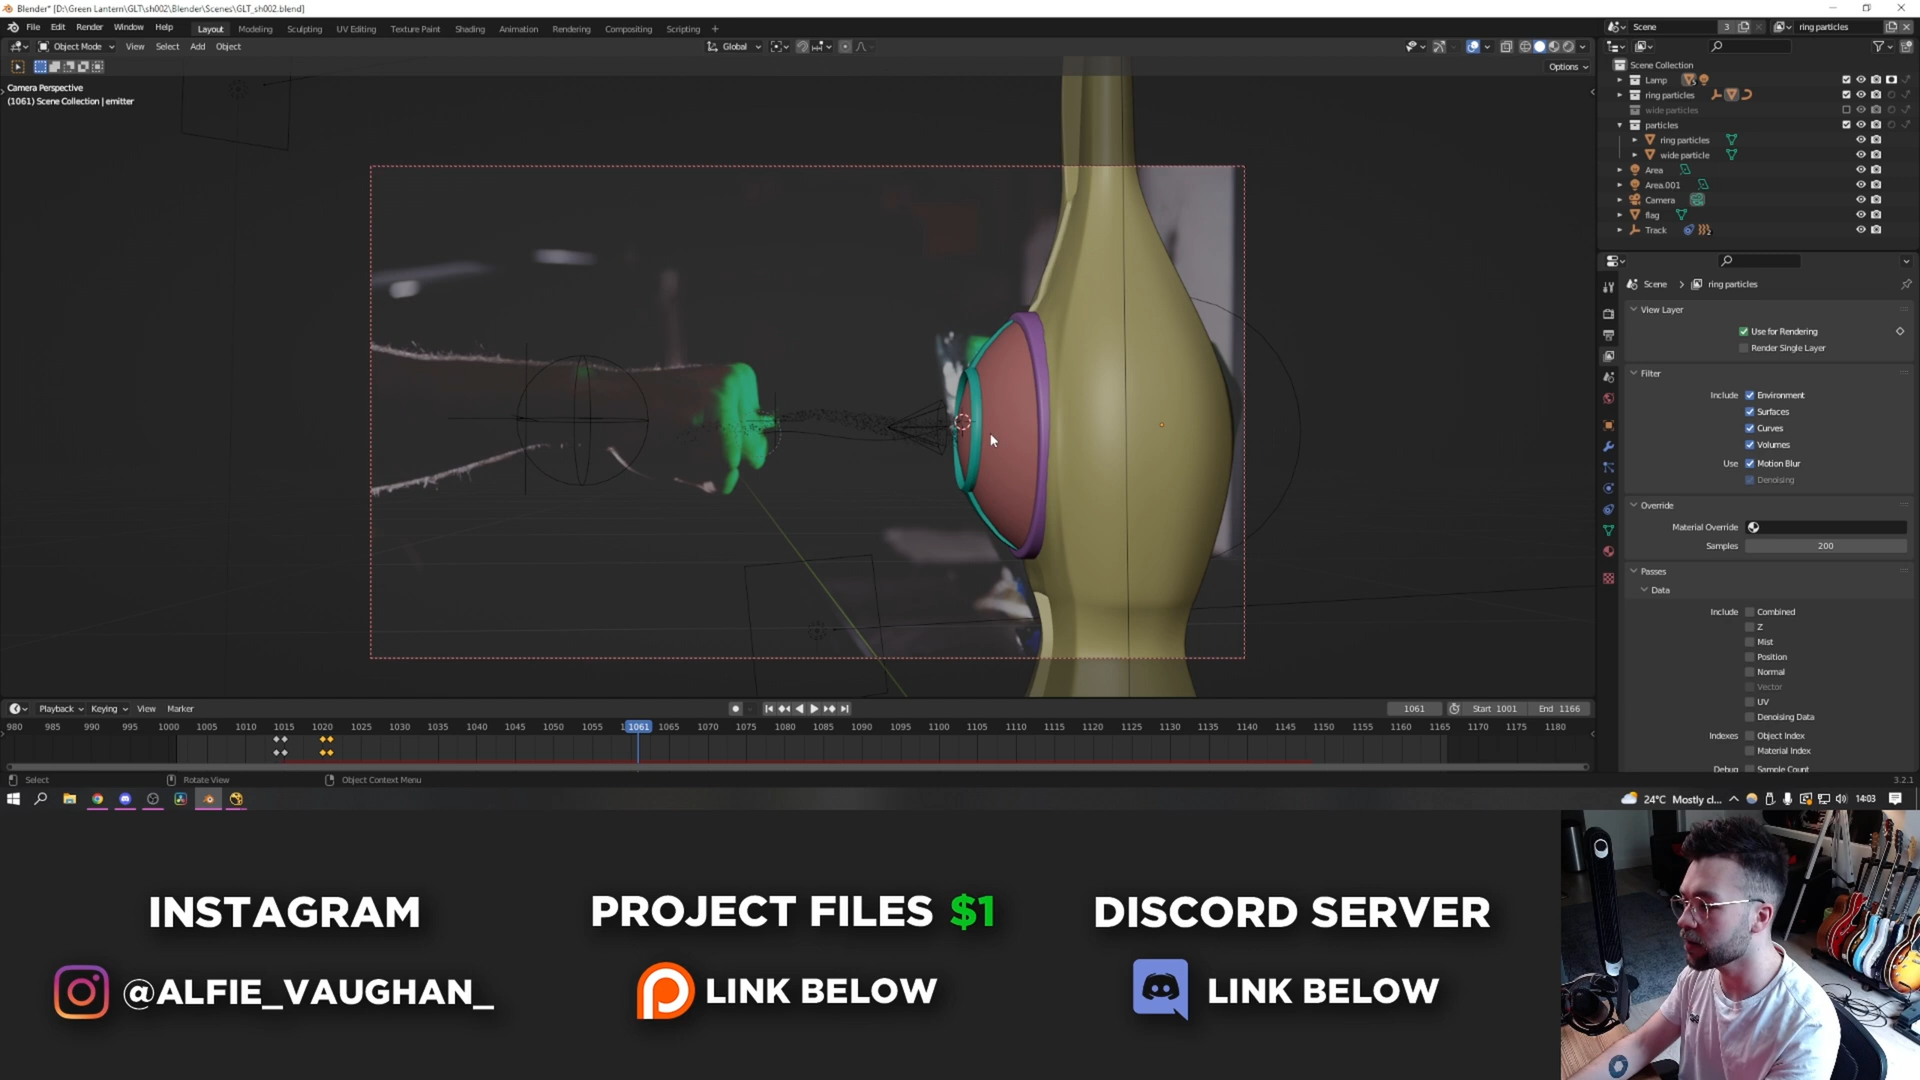 Blender* [D:\Green Lantern\GLT\sh002\Blender\Scenes\GLT_sh002.blend]
File Edit Render Window Help
Layout Modeling Sculpting UV Editing Texture Paint Shading Animation Rendering Compositing Scripting +
Scene 3 ring particles
Object Mode View Select Add Object
Global
Options
Camera Perspective
(1061) Scene Collection | emitter
Scene Collection
Lamp
ring particles
wide particles
particles
ring particles
wide particle
Area
Area.001
Camera
flag
Track
Scene > ring particles
View Layer
Use for Rendering
Render Single Layer
Filter
Include Environment
Surfaces
Curves
Volumes
Use Motion Blur
Denoising
Override
Material Override
Samples 200
Passes
Data
Include Combined
Z
Mist
Position
Normal
Vector
UV
Denoising Data
Indexes Object Index
Material Index
Debug Sample Count
Playback Keying View Marker
1061 Start 1001 End 1166
980 985 990 995 1000 1005 1010 1015 1020 1025 1030 1035 1040 1045 1050 1055 1061 1065 1070 1075 1080 1085 1090 1095 1100 1105 1110 1115 1120 1125 1130 1135 1140 1145 1150 1155 1160 1165 1170 1175 1180
Select Rotate View Object Context Menu 3.2.1
24°C Mostly cl... 14:03
INSTAGRAM
@ALFIE_VAUGHAN_
PROJECT FILES $1
LINK BELOW
DISCORD SERVER
LINK BELOW